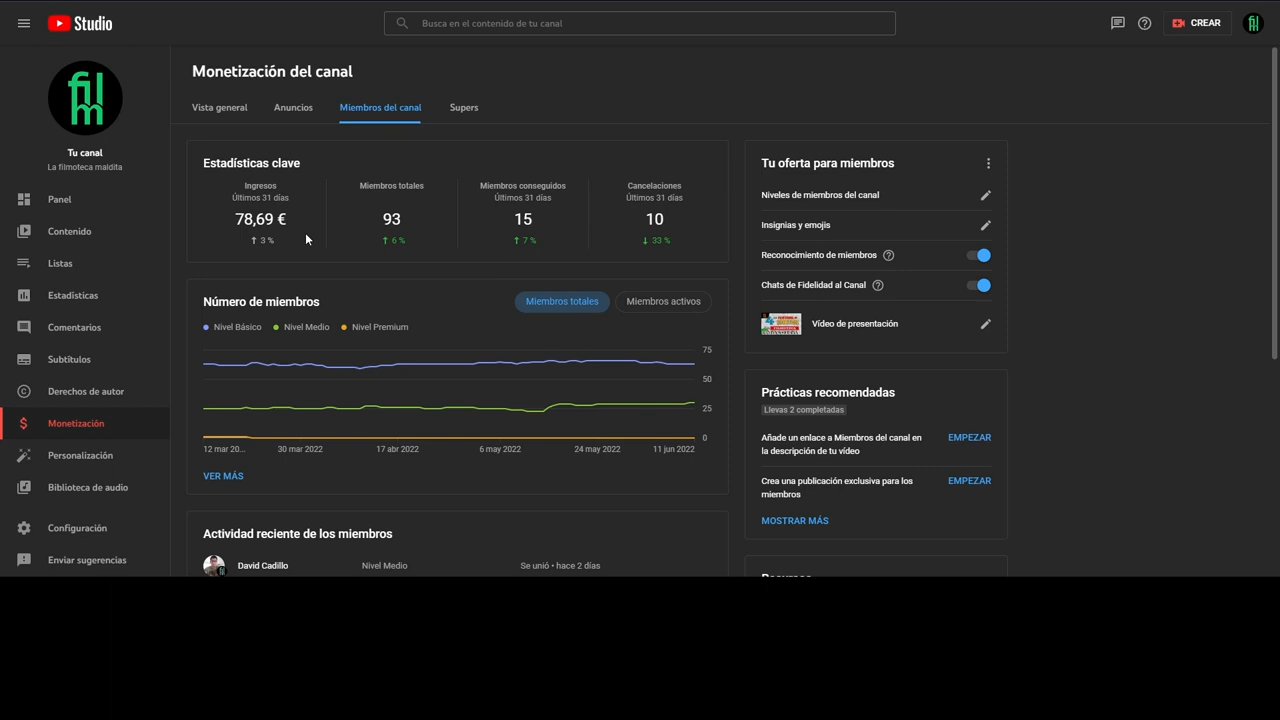 Studio
Busca en el contenido de tu canal
CREAR
film
Tu canal
La filmoteca maldita
Panel
Contenido
Listas
Estadísticas
Comentarios
Subtítulos
Derechos de autor
Monetización
Personalización
Biblioteca de audio
Configuración
Enviar sugerencias
Monetización del canal
Vista general
Anuncios
Miembros del canal
Supers
Estadísticas clave
Ingresos
Últimos 31 días
78,69 €
↑ 3 %
Miembros totales
93
↑ 6 %
Miembros conseguidos
Últimos 31 días
15
↑ 7 %
Cancelaciones
Últimos 31 días
10
↓ 33 %
Número de miembros
Miembros totales
Miembros activos
Nivel Básico
Nivel Medio
Nivel Premium
75
50
25
0
12 mar 20...
30 mar 2022
17 abr 2022
6 may 2022
24 may 2022
11 jun 2022
VER MÁS
Actividad reciente de los miembros
David Cadillo
Nivel Medio
Se unió • hace 2 días
Tu oferta para miembros
Niveles de miembros del canal
Insignias y emojis
Reconocimiento de miembros
Chats de Fidelidad al Canal
Vídeo de presentación
Prácticas recomendadas
Llevas 2 completadas
Añade un enlace a Miembros del canal en
la descripción de tu vídeo
EMPEZAR
Crea una publicación exclusiva para los
miembros
EMPEZAR
MOSTRAR MÁS